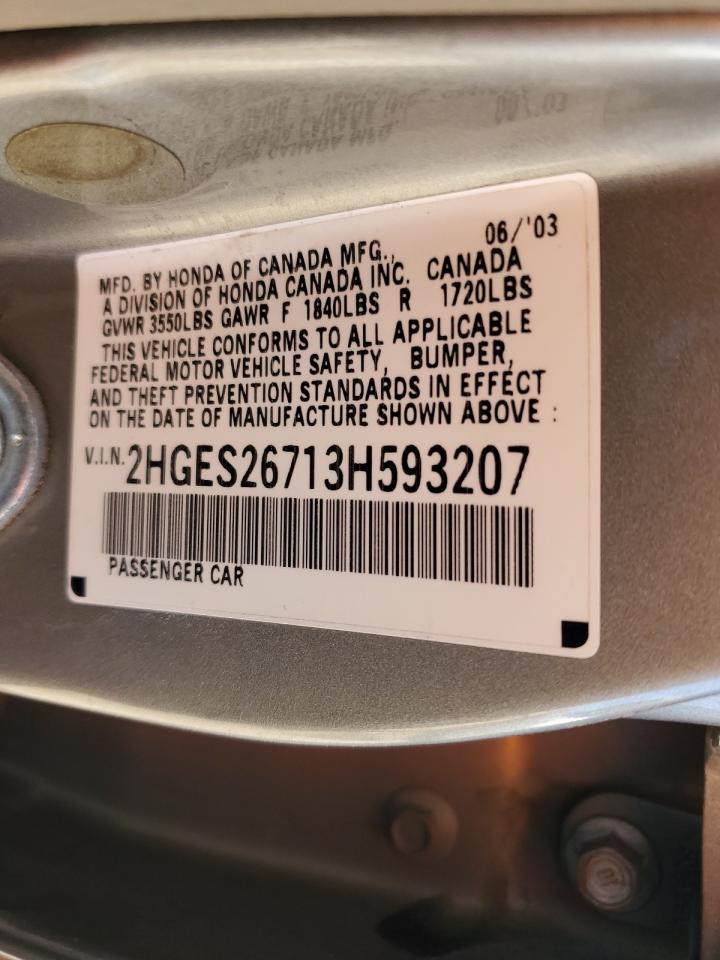 06/'03
MFD. BY HONDA OF CANADA MFG.,
A DIVISION OF HONDA CANADA INC. CANADA
GVWR 3550LBS GAWR F 1840LBS R 1720LBS
THIS VEHICLE CONFORMS TO ALL APPLICABLE
FEDERAL MOTOR VEHICLE SAFETY, BUMPER,
AND THEFT PREVENTION STANDARDS IN EFFECT
ON THE DATE OF MANUFACTURE SHOWN ABOVE :
V.I.N. 2HGES26713H593207
PASSENGER CAR